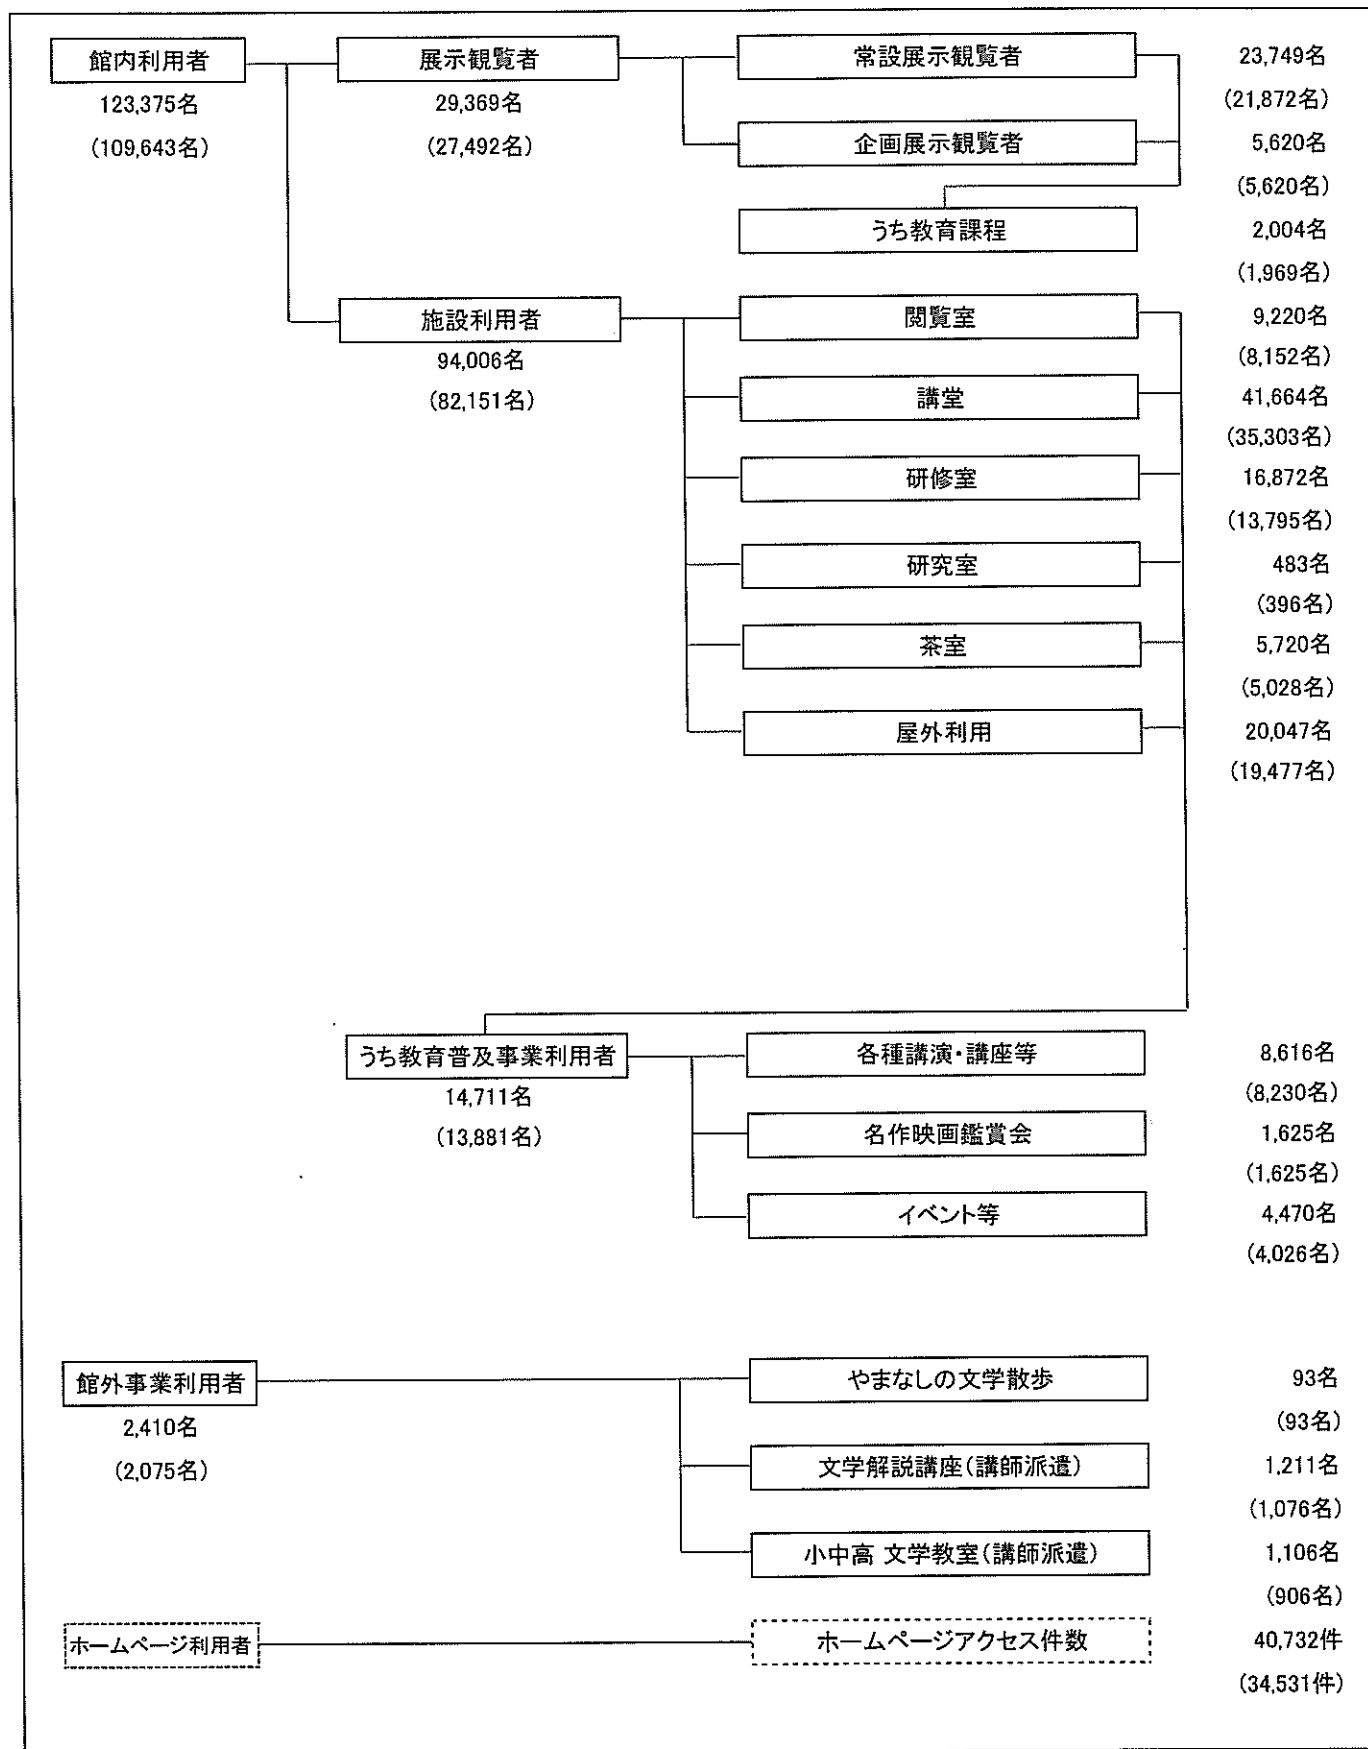 館内利用者
123,375名
(109,643名)
展示観覧者
29,369名
(27,492名)
常設展示観覧者
23,749名
(21,872名)
企画展示観覧者
5,620名
(5,620名)
うち教育課程
2,004名
(1,969名)
施設利用者
94,006名
(82,151名)
閲覧室
9,220名
(8,152名)
講堂
41,664名
(35,303名)
研修室
16,872名
(13,795名)
研究室
483名
(396名)
茶室
5,720名
(5,028名)
屋外利用
20,047名
(19,477名)
うち教育普及事業利用者
14,711名
(13,881名)
各種講演・講座等
8,616名
(8,230名)
名作映画鑑賞会
1,625名
(1,625名)
イベント等
4,470名
(4,026名)
館外事業利用者
2,410名
(2,075名)
やまなしの文学散歩
93名
(93名)
文学解説講座(講師派遣)
1,211名
(1,076名)
小中高 文学教室(講師派遣)
1,106名
(906名)
ホームページ利用者
ホームページアクセス件数
40,732件
(34,531件)